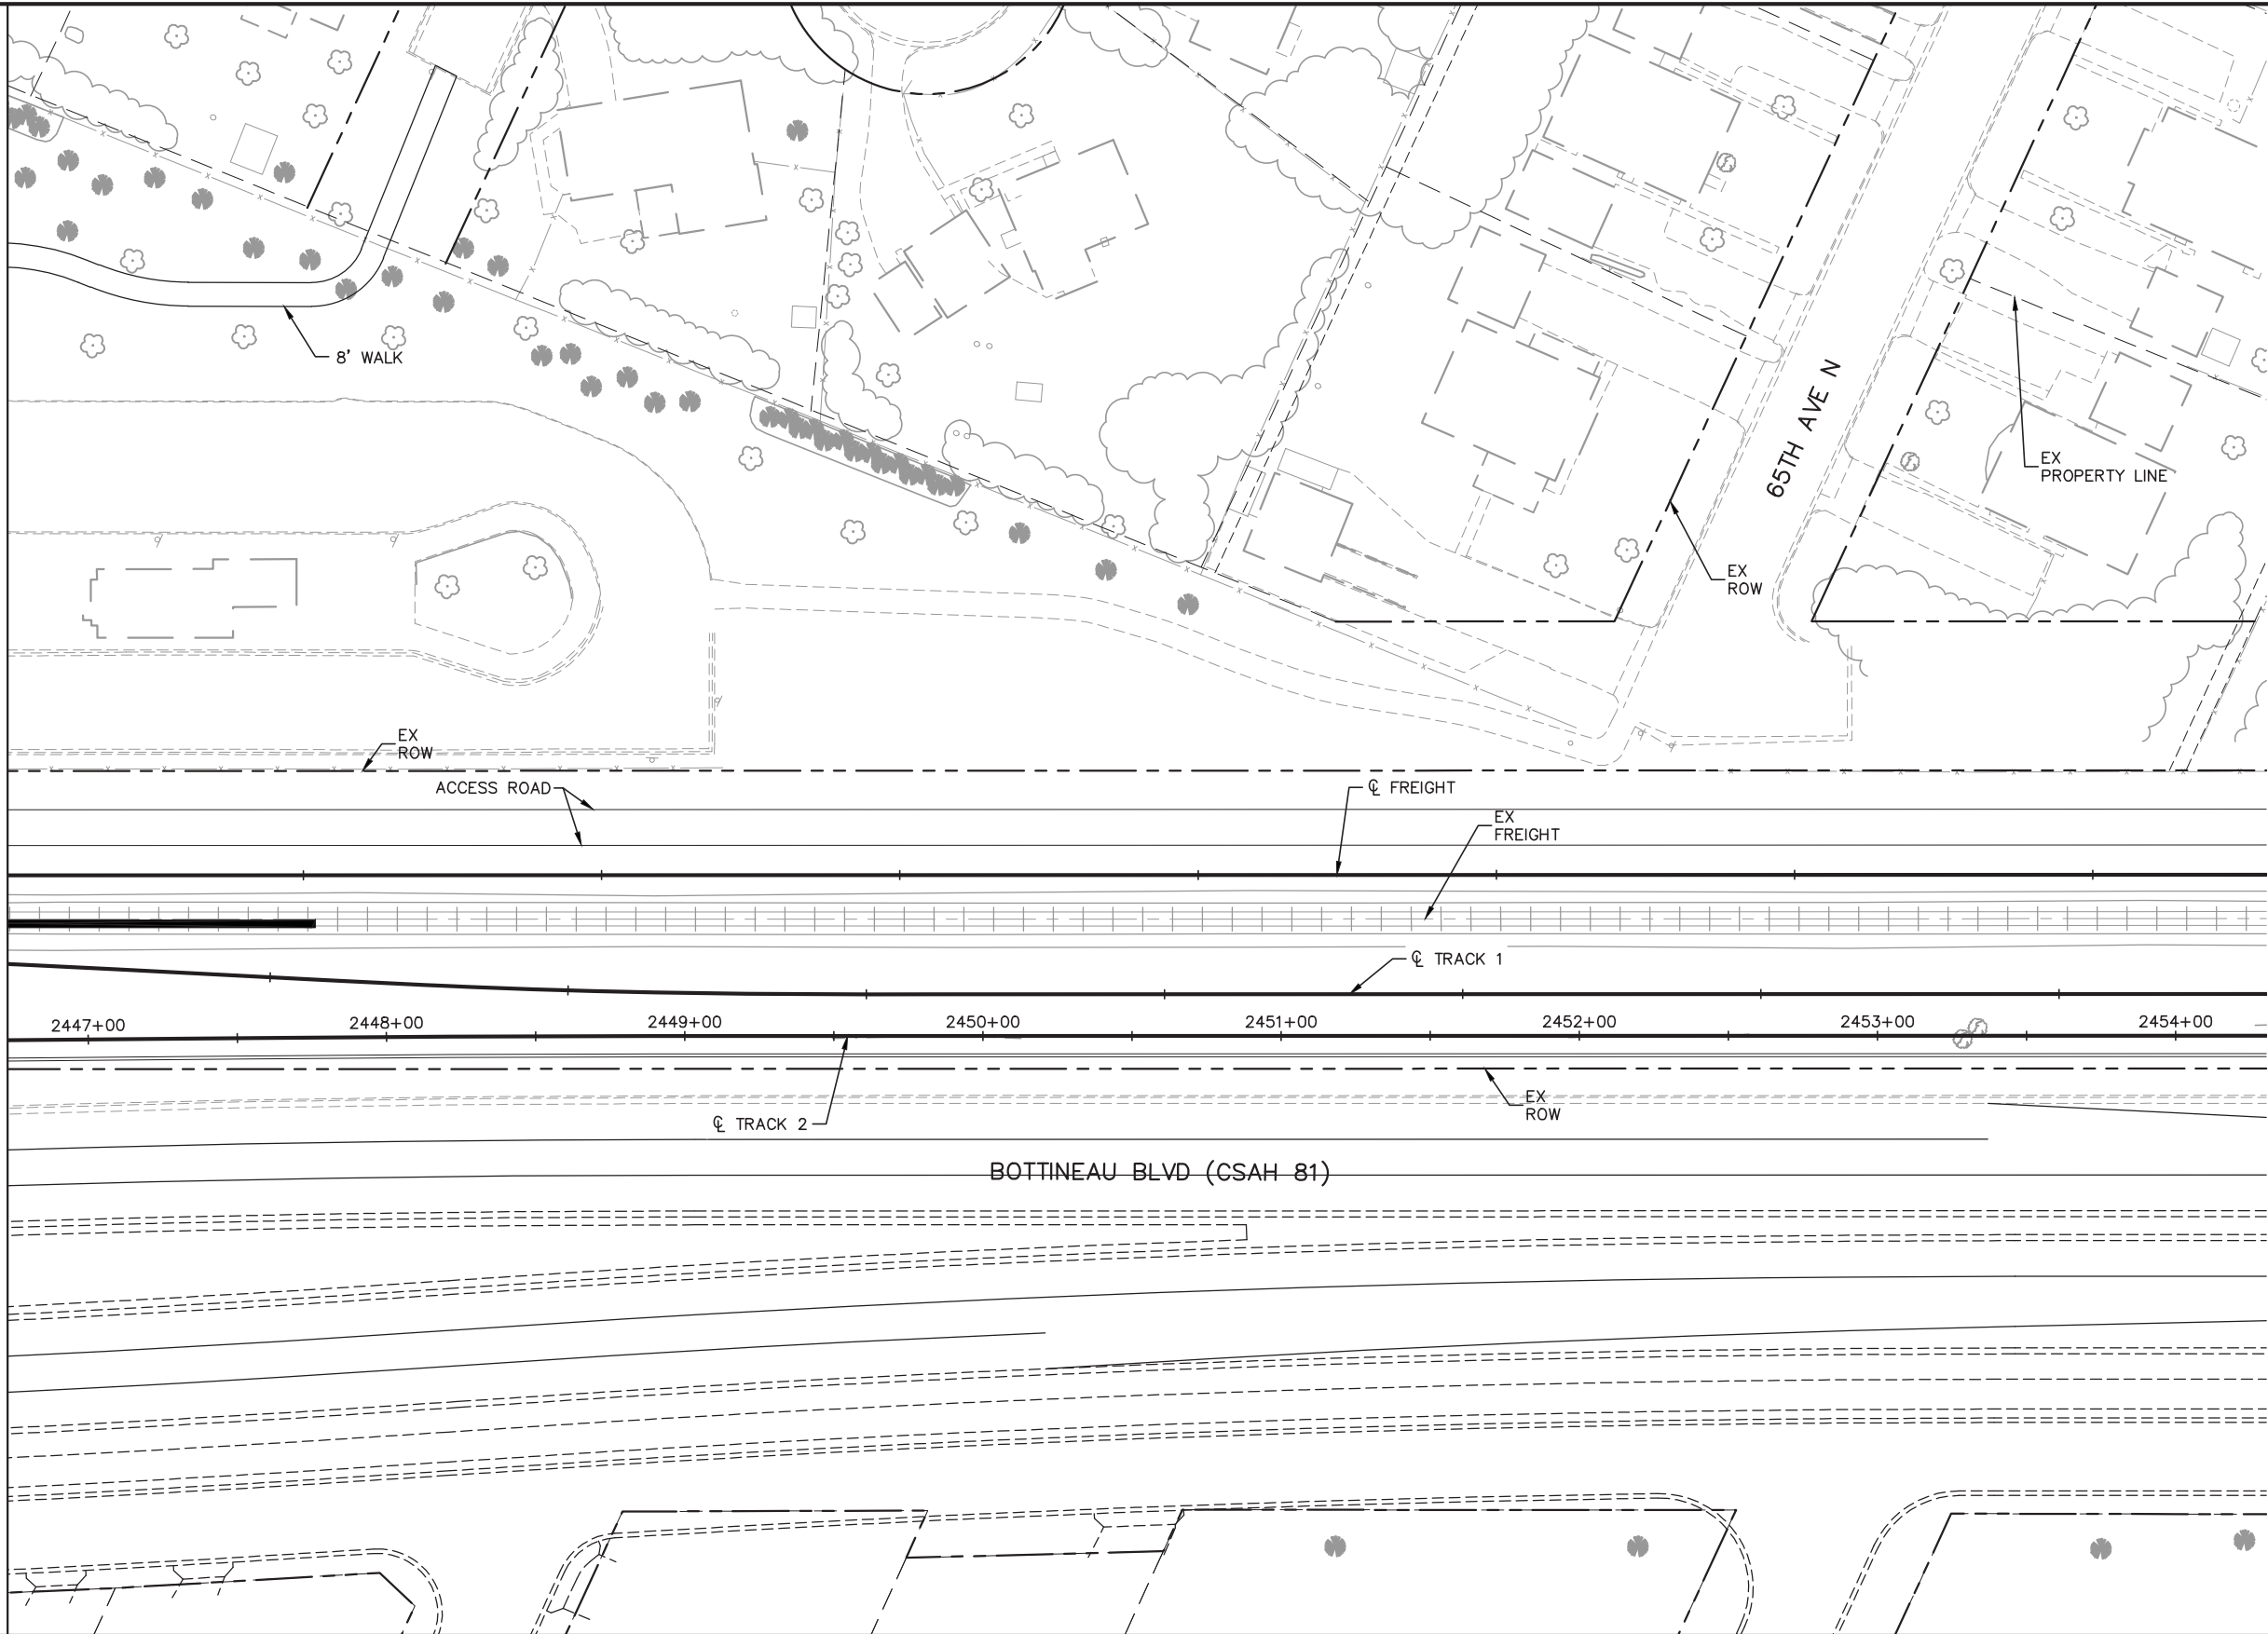 8' WALK
65TH AVE N
EX
PROPERTY LINE
EX
ROW
EX
ROW
ACCESS ROAD
℄ FREIGHT
EX
FREIGHT
℄ TRACK 1
2447+00 2448+00 2449+00 2450+00 2451+00 2452+00 2453+00 2454+00
EX
ROW
℄ TRACK 2
BOTTINEAU BLVD (CSAH 81)